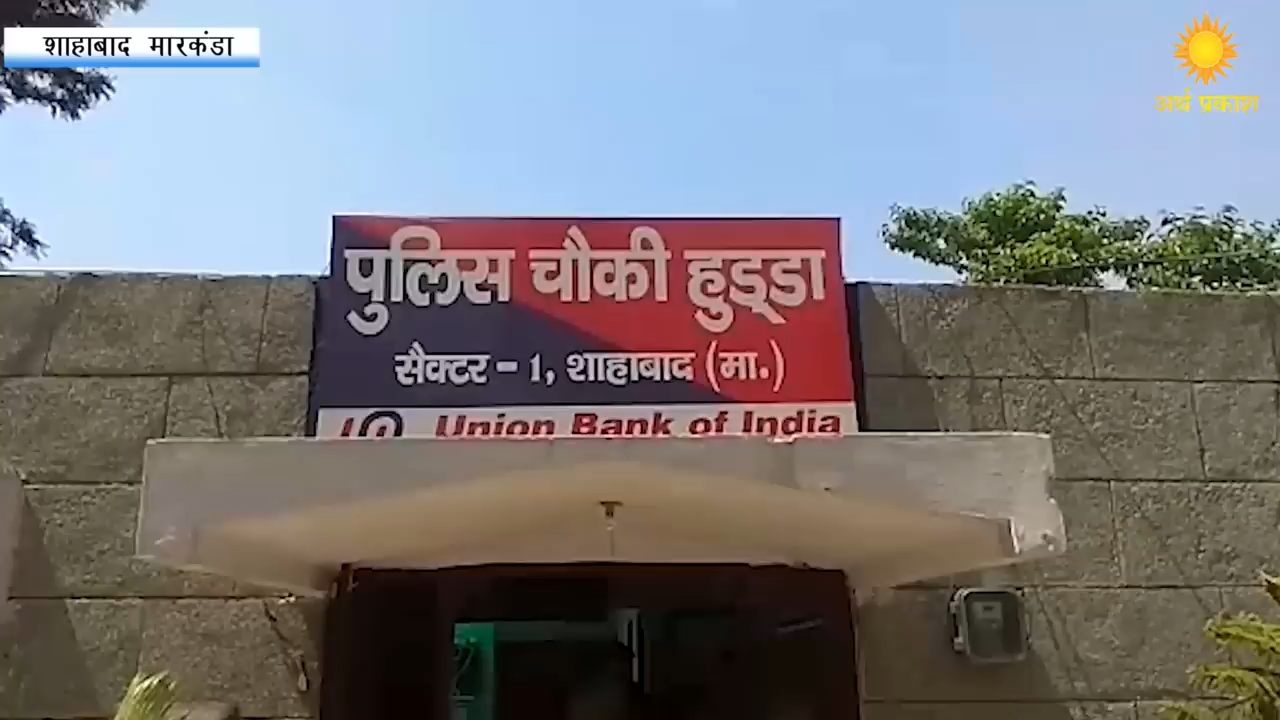 शाहाबाद मारकंडा
अर्थ प्रकाश
पुलिस चौकी हुड्डा
सैक्टर - 1, शाहाबाद (मा.)
Union Bank of India